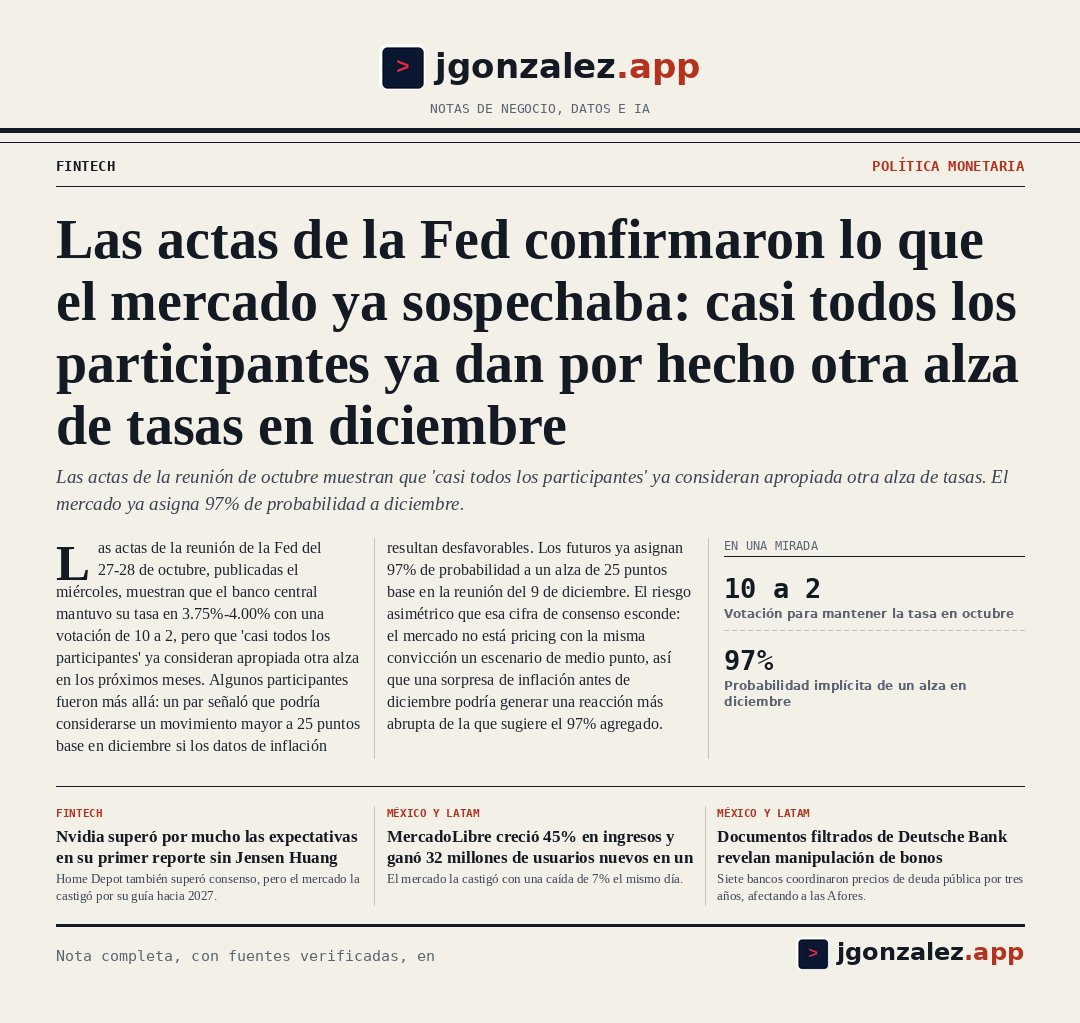 > jgonzalez.app
NOTAS DE NEGOCIO, DATOS E IA
FINTECH
POLÍTICA MONETARIA
Las actas de la Fed confirmaron lo que
el mercado ya sospechaba: casi todos los
participantes ya dan por hecho otra alza
de tasas en diciembre
Las actas de la reunión de octubre muestran que 'casi todos los participantes' ya consideran apropiada otra alza de tasas. El
mercado ya asigna 97% de probabilidad a diciembre.
Las actas de la reunión de la Fed del
27-28 de octubre, publicadas el
miércoles, muestran que el banco central
mantuvo su tasa en 3.75%-4.00% con una
votación de 10 a 2, pero que 'casi todos los
participantes' ya consideran apropiada otra alza
en los próximos meses. Algunos participantes
fueron más allá: un par señaló que podría
considerarse un movimiento mayor a 25 puntos
base en diciembre si los datos de inflación
resultan desfavorables. Los futuros ya asignan
97% de probabilidad a un alza de 25 puntos
base en la reunión del 9 de diciembre. El riesgo
asimétrico que esa cifra de consenso esconde:
el mercado no está pricing con la misma
convicción un escenario de medio punto, así
que una sorpresa de inflación antes de
diciembre podría generar una reacción más
abrupta de la que sugiere el 97% agregado.
EN UNA MIRADA
10 a 2
Votación para mantener la tasa en octubre
97%
Probabilidad implícita de un alza en
diciembre
FINTECH
Nvidia superó por mucho las expectativas
en su primer reporte sin Jensen Huang
Home Depot también superó consenso, pero el mercado la
castigó por su guía hacia 2027.
MÉXICO Y LATAM
MercadoLibre creció 45% en ingresos y
ganó 32 millones de usuarios nuevos en un
El mercado la castigó con una caída de 7% el mismo día.
MÉXICO Y LATAM
Documentos filtrados de Deutsche Bank
revelan manipulación de bonos
Siete bancos coordinaron precios de deuda pública por tres
años, afectando a las Afores.
Nota completa, con fuentes verificadas, en
> jgonzalez.app